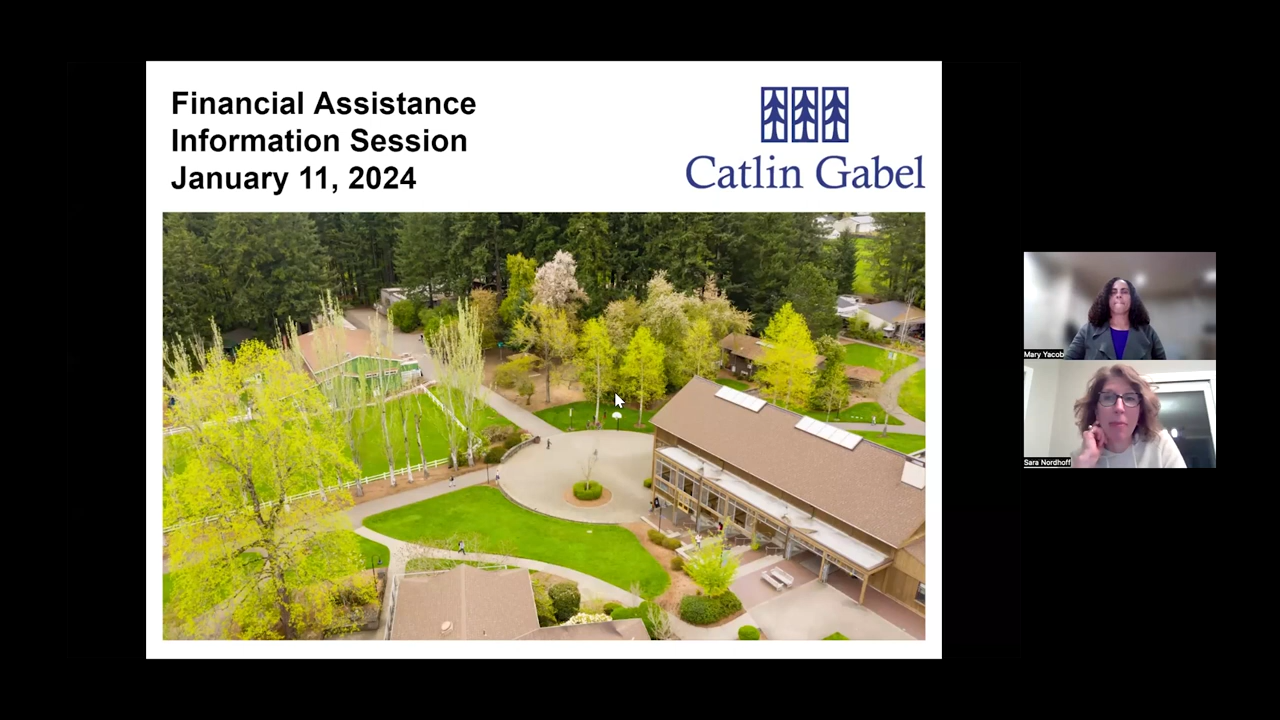 Financial Assistance
Information Session
January 11, 2024
Catlin Gabel
Mary Yacob
Sara Nordhoff